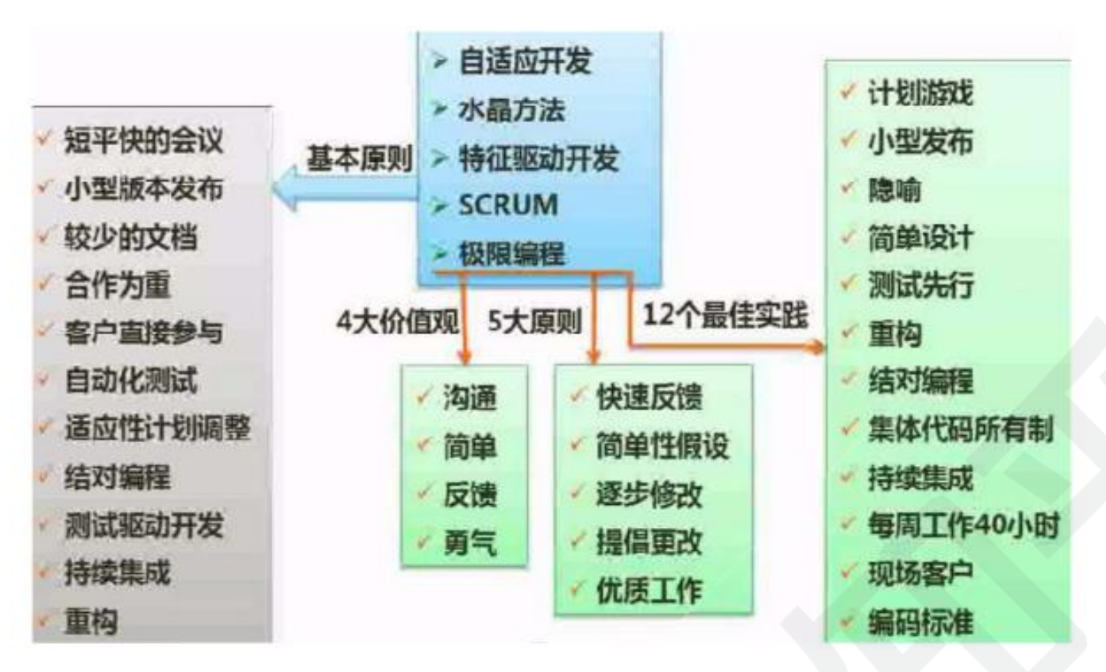 自适应开发
水晶方法
特征驱动开发
SCRUM
极限编程
基本原则
短平快的会议
小型版本发布
较少的文档
合作为重
客户直接参与
自动化测试
适应性计划调整
结对编程
测试驱动开发
持续集成
重构
4大价值观
沟通
简单
反馈
勇气
5大原则
快速反馈
简单性假设
逐步修改
提倡更改
优质工作
12个最佳实践
计划游戏
小型发布
隐喻
简单设计
测试先行
重构
结对编程
集体代码所有制
持续集成
每周工作40小时
现场客户
编码标准